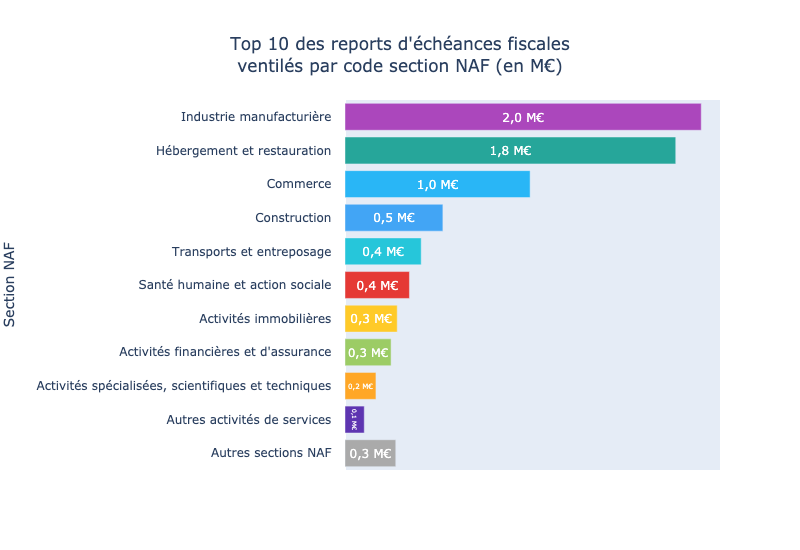 Top 10 des reports d'échéances fiscales
ventilés par code section NAF (en M€)
Section NAF
Industrie manufacturière 2,0 M€
Hébergement et restauration 1,8 M€
Commerce 1,0 M€
Construction 0,5 M€
Transports et entreposage 0,4 M€
Santé humaine et action sociale 0,4 M€
Activités immobilières 0,3 M€
Activités financières et d'assurance 0,3 M€
Activités spécialisées, scientifiques et techniques 0,2 M€
Autres activités de services 0,1 M€
Autres sections NAF 0,3 M€